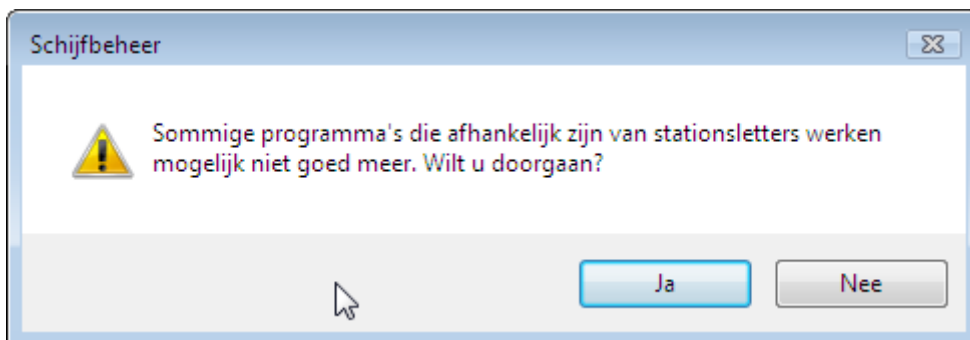 Schijfbeheer
Sommige programma's die afhankelijk zijn van stationsletters werken
mogelijk niet goed meer. Wilt u doorgaan?
Ja
Nee